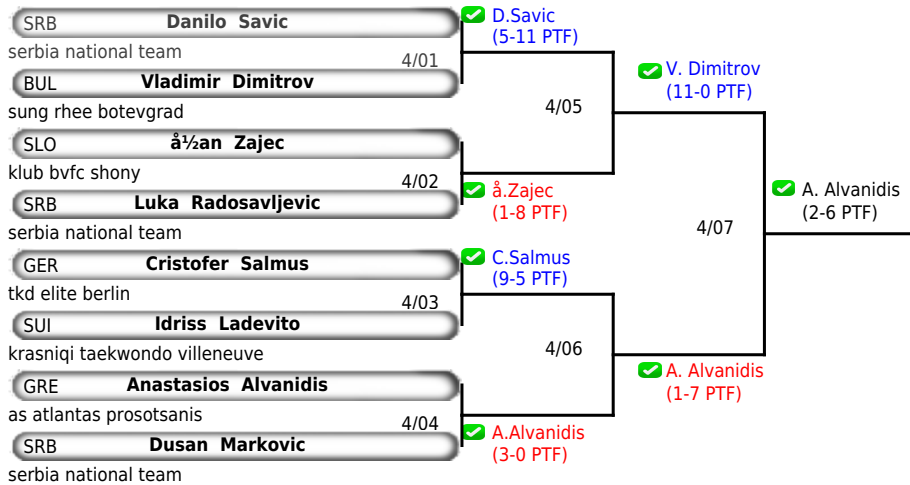 SRB Danilo Savic
serbia national team
4/01
BUL Vladimir Dimitrov
sung rhee botevgrad
SLO å½an Zajec
klub bvfc shony
4/02
SRB Luka Radosavljevic
serbia national team
GER Cristofer Salmus
tkd elite berlin
4/03
SUI Idriss Ladevito
krasniqi taekwondo villeneuve
GRE Anastasios Alvanidis
as atlantas prosotsanis
4/04
SRB Dusan Markovic
serbia national team
D.Savic
(5-11 PTF)
4/05
å.Zajec
(1-8 PTF)
C.Salmus
(9-5 PTF)
4/06
A.Alvanidis
(3-0 PTF)
V. Dimitrov
(11-0 PTF)
4/07
A. Alvanidis
(1-7 PTF)
A. Alvanidis
(2-6 PTF)